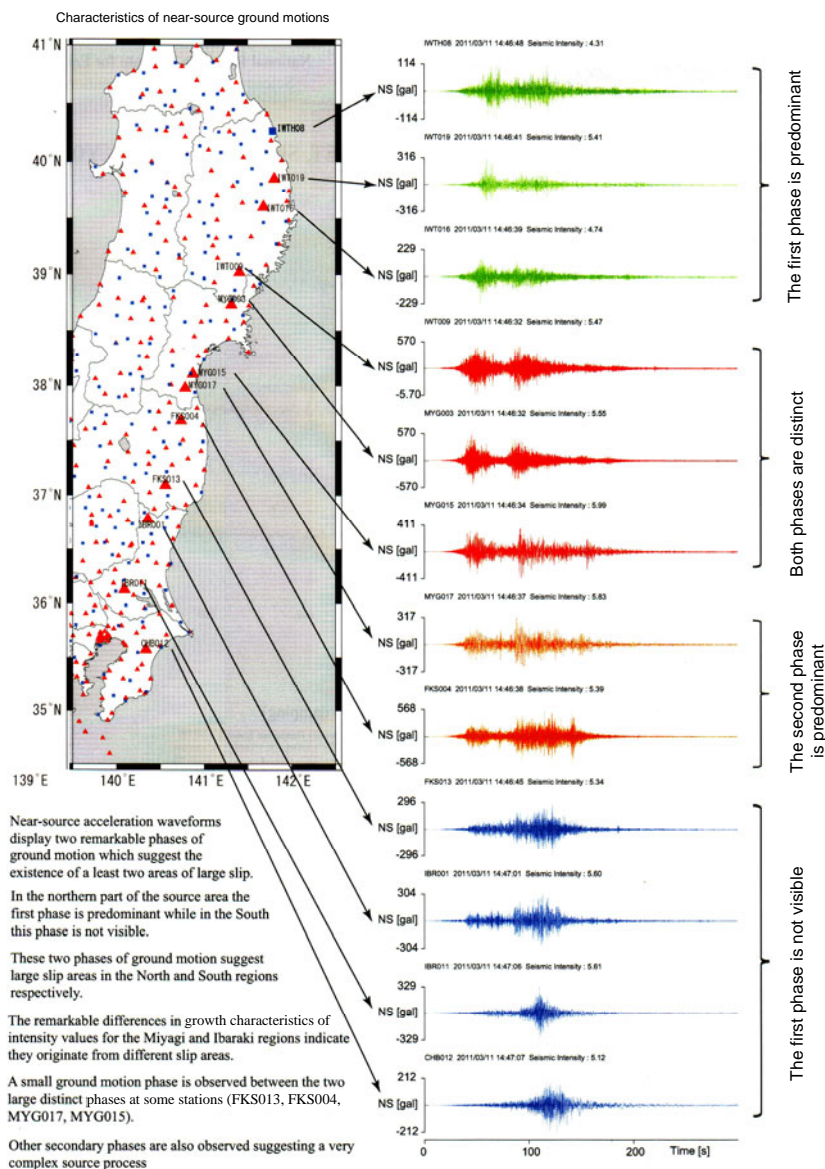 Characteristics of near-source ground motions
41°N
40°N
39°N
38°N
37°N
36°N
35°N
139°E
140°E
141°E
142°E
IWTH08
IWT019
IWT016
IWT009
MYG003
MYG015
MYG017
FKS004
FKS013
IBR001
IBR011
CHB012
IWTH08 2011/03/11 14:46:48 Seismic Intensity : 4.31
114
NS [gal]
-114
IWT019 2011/03/11 14:46:41 Seismic Intensity : 5.41
316
NS [gal]
-316
IWT016 2011/03/11 14:46:39 Seismic Intensity : 4.74
229
NS [gal]
-229
IWT009 2011/03/11 14:46:32 Seismic Intensity : 5.47
570
NS [gal]
-5.70
MYG003 2011/03/11 14:46:32 Seismic Intensity : 5.55
570
NS [gal]
-570
MYG015 2011/03/11 14:46:34 Seismic Intensity : 5.99
411
NS [gal]
-411
MYG017 2011/03/11 14:46:37 Seismic Intensity : 5.83
317
NS [gal]
-317
FKS004 2011/03/11 14:46:38 Seismic Intensity : 5.39
568
NS [gal]
-568
FKS013 2011/03/11 14:46:45 Seismic Intensity : 5.34
296
NS [gal]
-296
IBR001 2011/03/11 14:47:01 Seismic Intensity : 5.60
304
NS [gal]
-304
IBR011 2011/03/11 14:47:06 Seismic Intensity : 5.61
329
NS [gal]
-329
CHB012 2011/03/11 14:47:07 Seismic Intensity : 5.12
212
NS [gal]
-212
0
100
200
Time [s]
The first phase is predominant
Both phases are distinct
The second phase
is predominant
The first phase is not visible
Near-source acceleration waveforms
display two remarkable phases of
ground motion which suggest the
existence of a least two areas of large slip.
In the northern part of the source area the
first phase is predominant while in the South
this phase is not visible.
These two phases of ground motion suggest
large slip areas in the North and South regions
respectively.
The remarkable differences in growth characteristics of
intensity values for the Miyagi and Ibaraki regions indicate
they originate from different slip areas.
A small ground motion phase is observed between the two
large distinct phases at some stations (FKS013, FKS004,
MYG017, MYG015).
Other secondary phases are also observed suggesting a very
complex source process